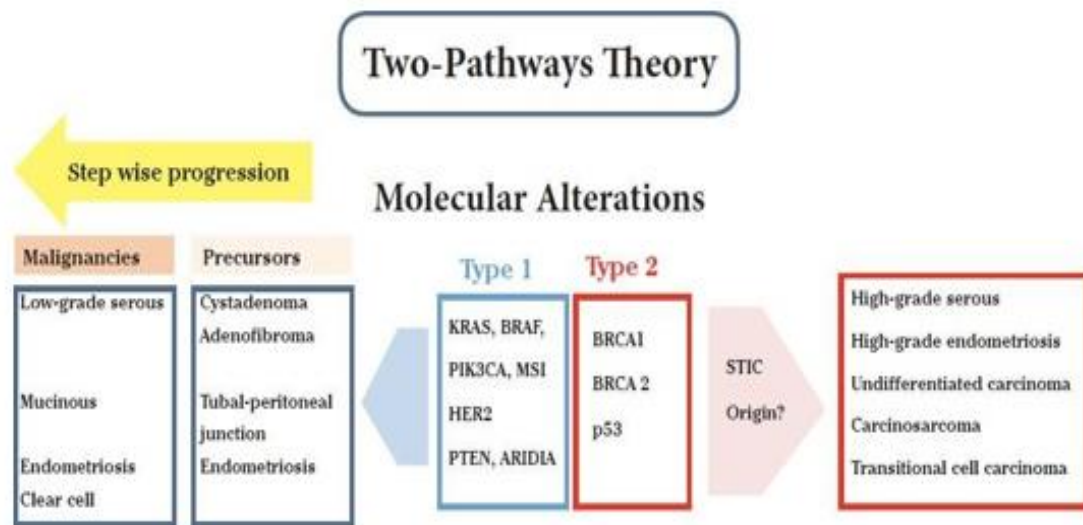 Two-Pathways Theory
Step wise progression
Molecular Alterations
Malignancies
Low-grade serous
Mucinous
Endometriosis
Clear cell
Precursors
Cystadenoma
Adenofibroma
Tubal-peritoneal
junction
Endometriosis
Type 1
KRAS, BRAF,
PIK3CA, MSI
HER2
PTEN, ARIDIA
Type 2
BRCA1
BRCA 2
p53
STIC
Origin?
High-grade serous
High-grade endometriosis
Undifferentiated carcinoma
Carcinosarcoma
Transitional cell carcinoma